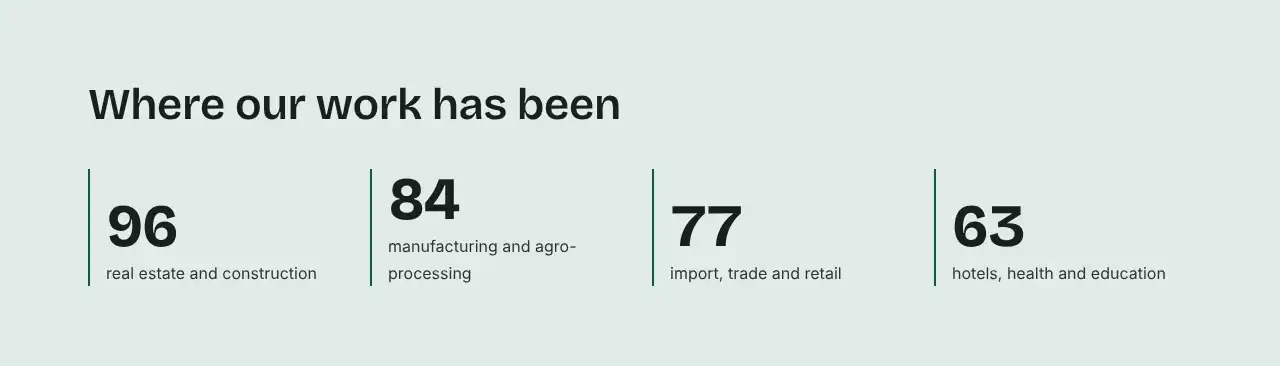 Where our work has been
96
real estate and construction
84
manufacturing and agro-
processing
77
import, trade and retail
63
hotels, health and education